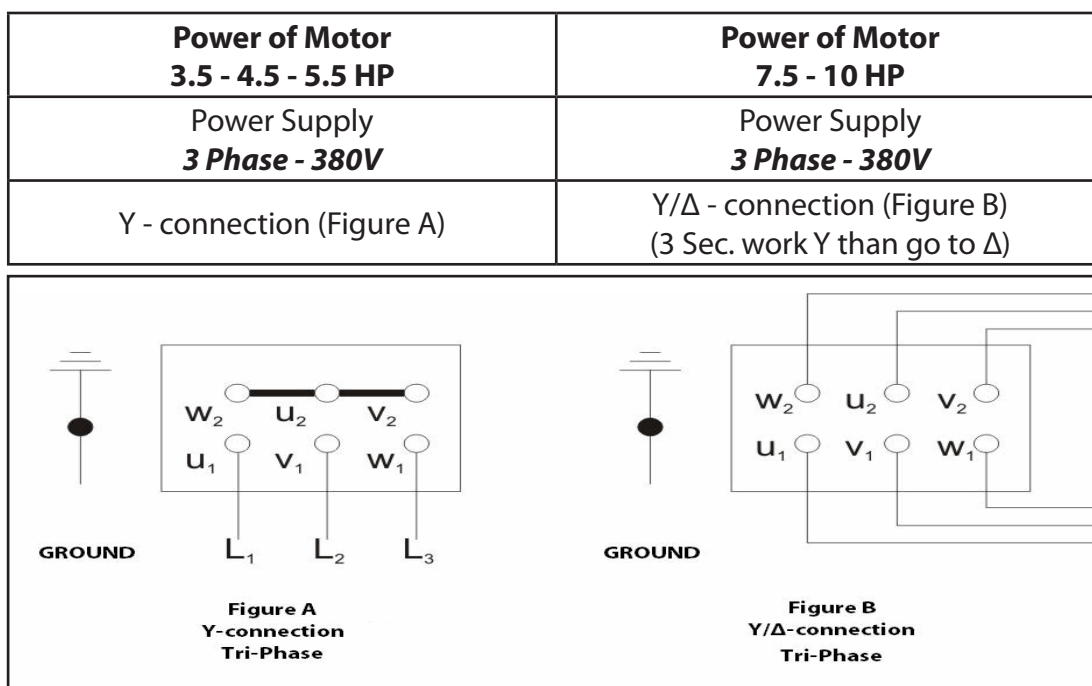 Power of Motor
3.5 - 4.5 - 5.5 HP
Power of Motor
7.5 - 10 HP
Power Supply
3 Phase - 380V
Power Supply
3 Phase - 380V
Y - connection (Figure A)
Y/Δ - connection (Figure B)
(3 Sec. work Y than go to Δ)
w₂ u₂ v₂
u₁ v₁ w₁
GROUND
L₁ L₂ L₃
Figure A
Y-connection
Tri-Phase
w₂ u₂ v₂
u₁ v₁ w₁
GROUND
Figure B
Y/Δ-connection
Tri-Phase